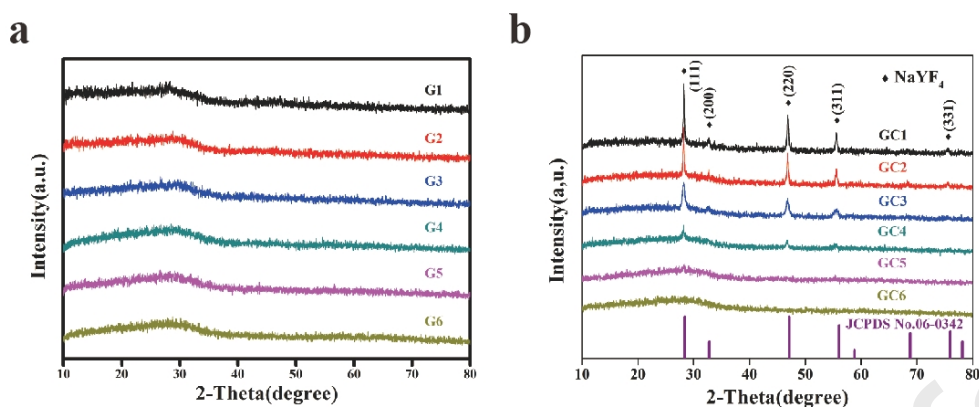 a
G1
G2
G3
G4
G5
G6
Intensity(a.u.)
10 20 30 40 50 60 70 80
2-Theta(degree)
b
(111)
(200)
(220)
(311)
(331)
♦ NaYF₄
GC1
GC2
GC3
GC4
GC5
GC6
JCPDS No.06-0342
Intensity(a,u.)
10 20 30 40 50 60 70 80
2-Theta(degree)